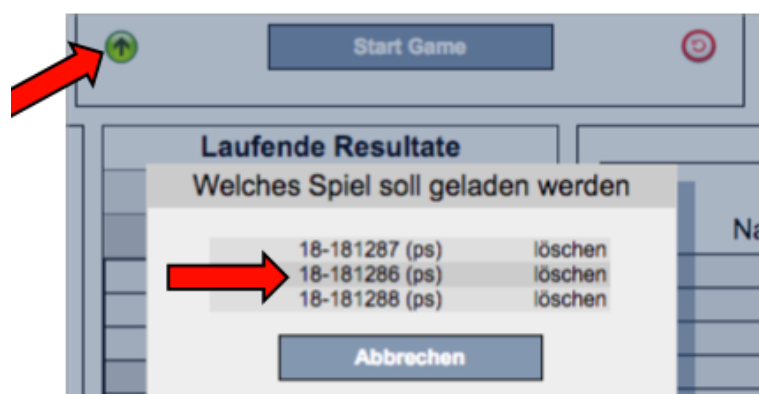 Start Game
Laufende Resultate
Welches Spiel soll geladen werden
Na
18-181287 (ps) löschen
18-181286 (ps) löschen
18-181288 (ps) löschen
Abbrechen